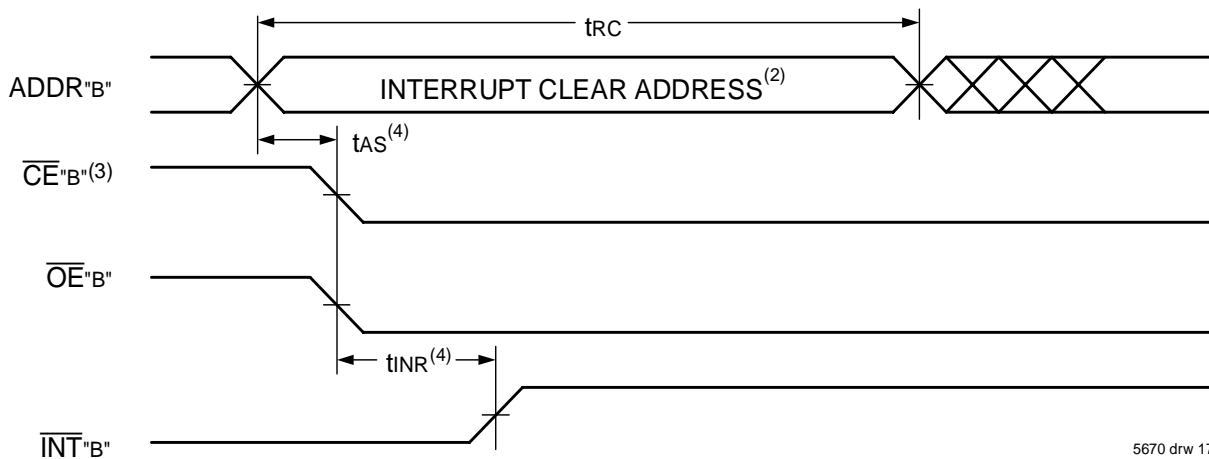 tRC
ADDR"B"
INTERRUPT CLEAR ADDRESS(2)
tAS(4)
CE"B"(3)
OE"B"
tINR(4)
INT"B"
5670 drw 17